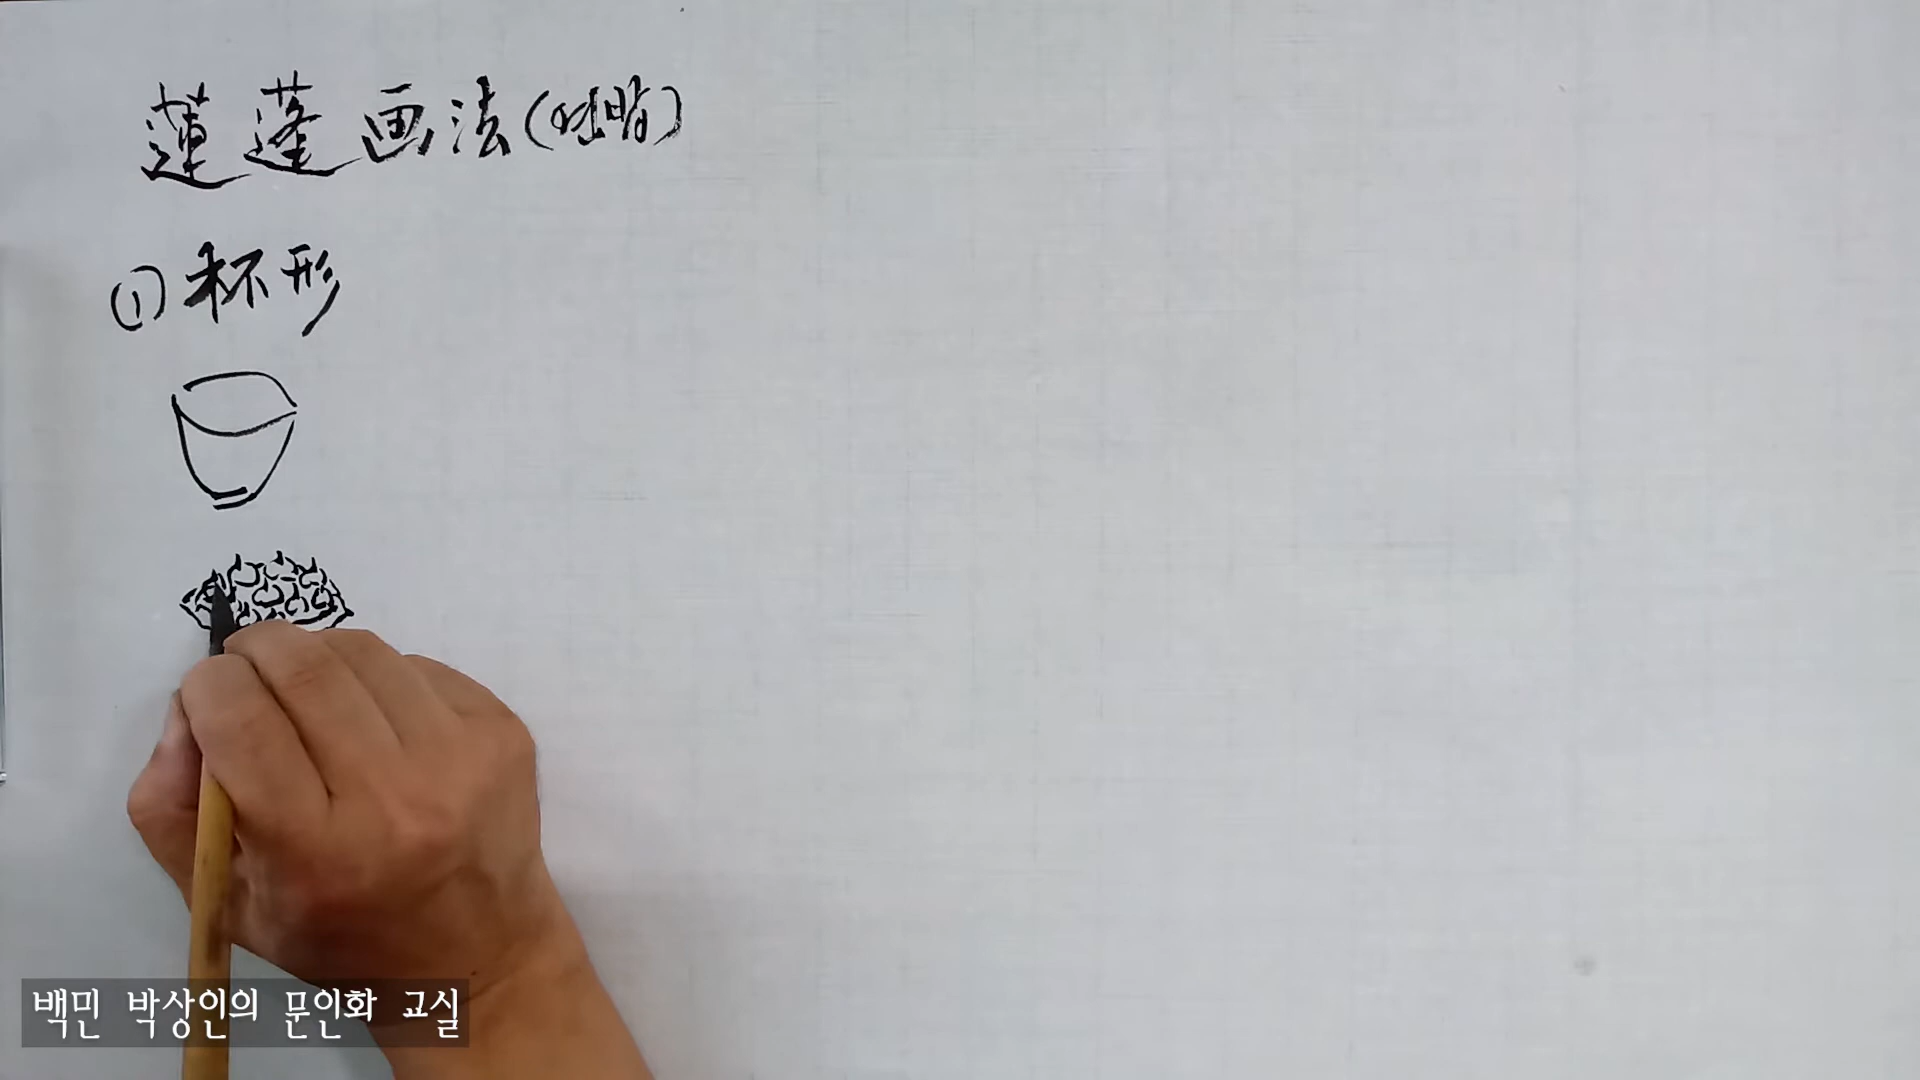 蓮蓬画法(연밥)
(1) 杯形
백민 박상인의 문인화 교실